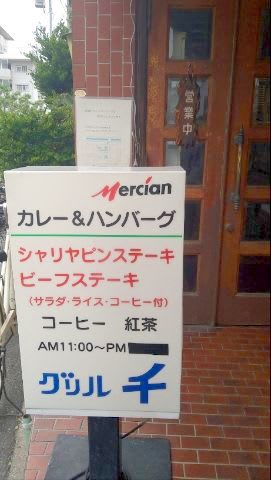 営業中
Mercian
カレー&ハンバーグ
シャリヤピンステーキ
ビーフステーキ
(サラダ・ライス・コーヒー付)
コーヒー 紅茶
AM11:00~PM
グリル 千